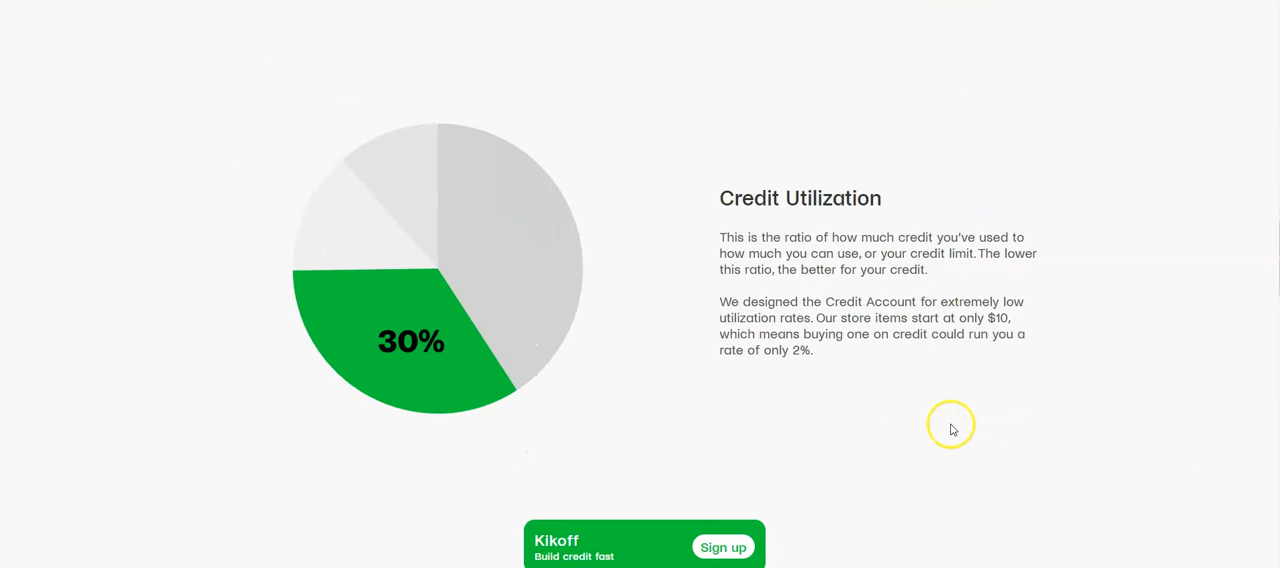 30%
Credit Utilization
This is the ratio of how much credit you've used to
how much you can use, or your credit limit. The lower
this ratio, the better for your credit.
We designed the Credit Account for extremely low
utilization rates. Our store items start at only $10,
which means buying one on credit could run you a
rate of only 2%.
Kikoff
Build credit fast
Sign up